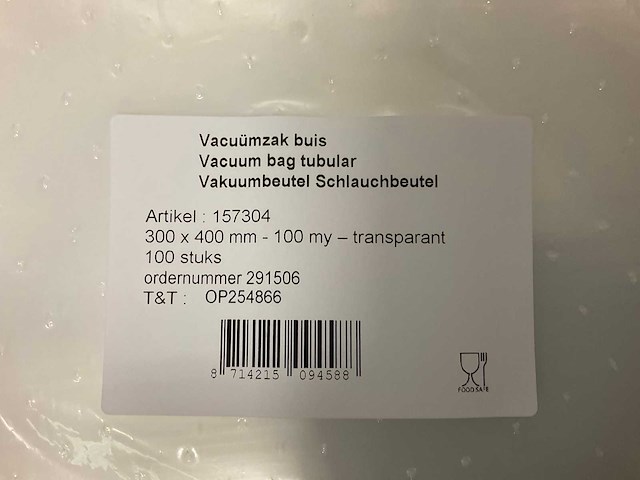 Vacuümzak buis
Vacuum bag tubular
Vakuumbeutel Schlauchbeutel
Artikel : 157304
300 x 400 mm - 100 my – transparant
100 stuks
ordernummer 291506
T&T : OP254866
8 714215 094588
FOOD SAFE